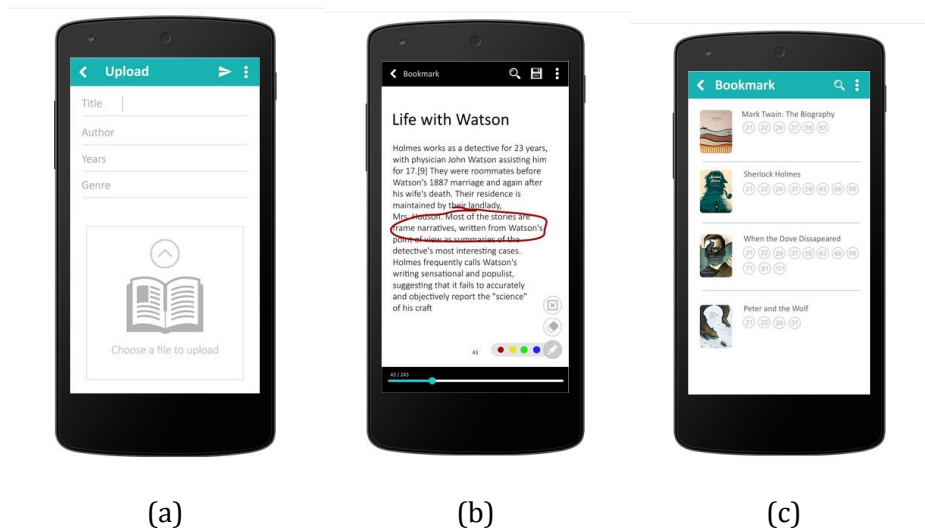 Upload
Title
Author
Years
Genre
Choose a file to upload
(a)
Bookmark
Life with Watson
Holmes works as a detective for 23 years,
with physician John Watson assisting him
for 17.[9] They were roommates before
Watson's 1887 marriage and again after
his wife's death. Their residence is
maintained by their landlady,
Mrs. Hudson. Most of the stories are
frame narratives, written from Watson's
point of view as summaries of the
detective's most interesting cases.
Holmes frequently calls Watson's
writing sensational and populist,
suggesting that it fails to accurately
and objectively report the "science"
of his craft
43
43 / 243
(b)
Bookmark
Mark Twain: The Biography
21 22 29 37 59 63
Sherlock Holmes
21 22 29 37 59 63 66 68
When the Dove Dissapeared
21 22 29 37 59 63 66 68
71 81 131
Peter and the Wolf
21 22 29 37
(c)